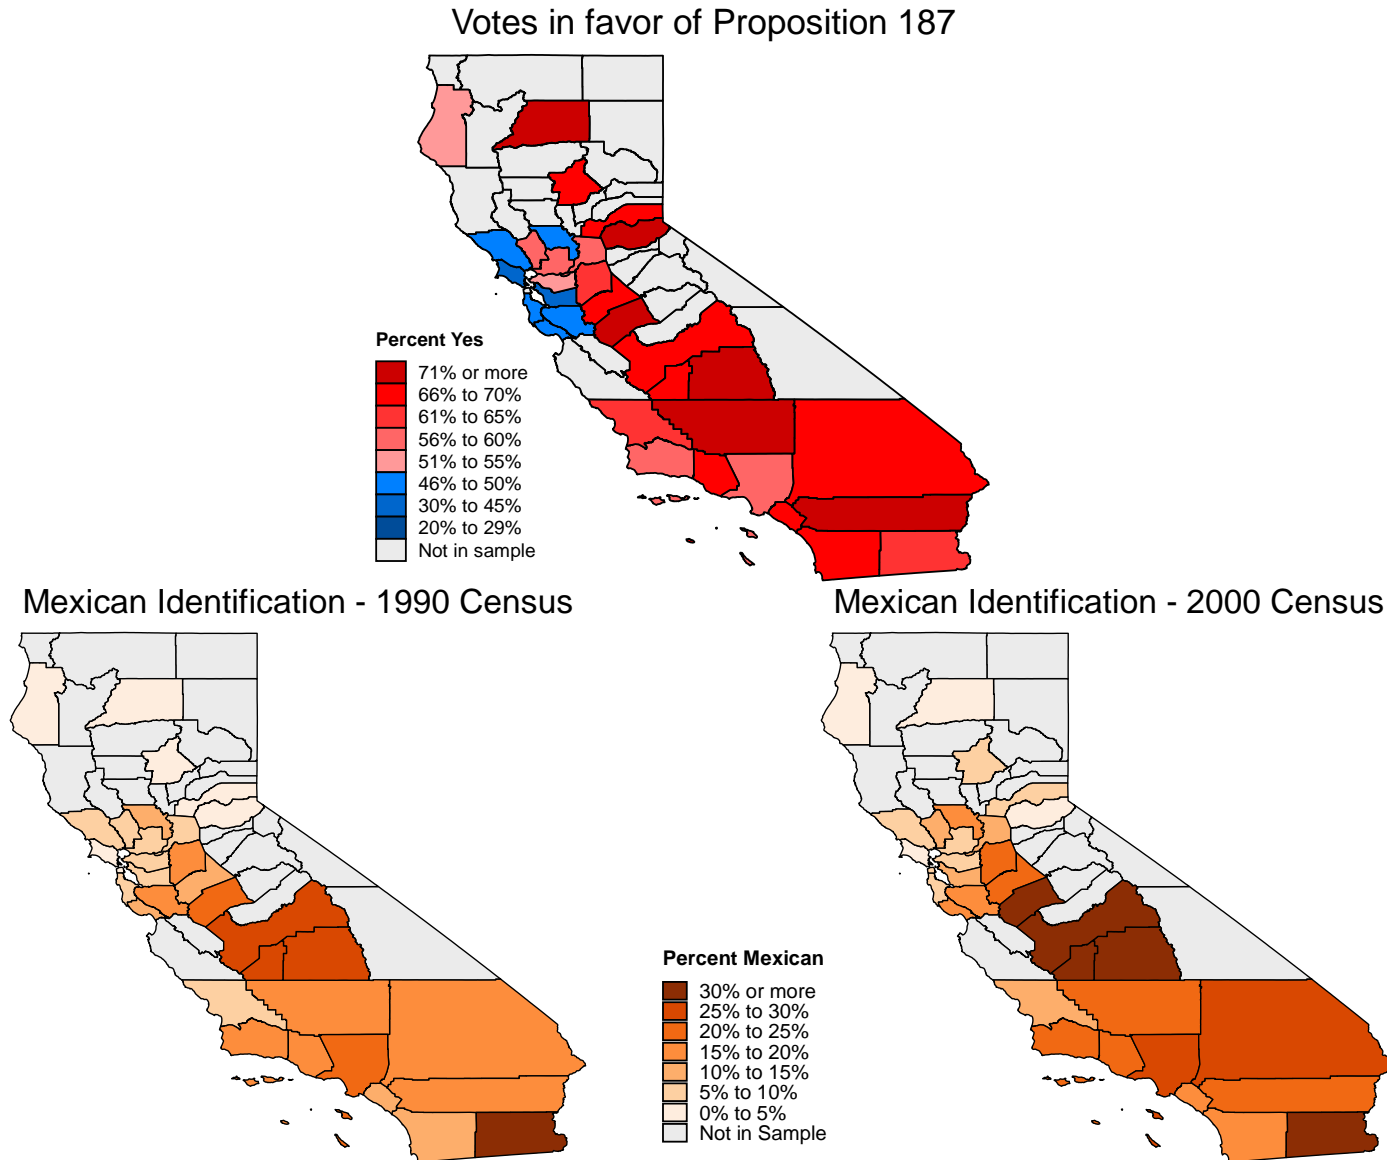 Votes in favor of Proposition 187
Percent Yes
71% or more
66% to 70%
61% to 65%
56% to 60%
51% to 55%
46% to 50%
30% to 45%
20% to 29%
Not in sample
Mexican Identification - 1990 Census
Mexican Identification - 2000 Census
Percent Mexican
30% or more
25% to 30%
20% to 25%
15% to 20%
10% to 15%
5% to 10%
0% to 5%
Not in Sample